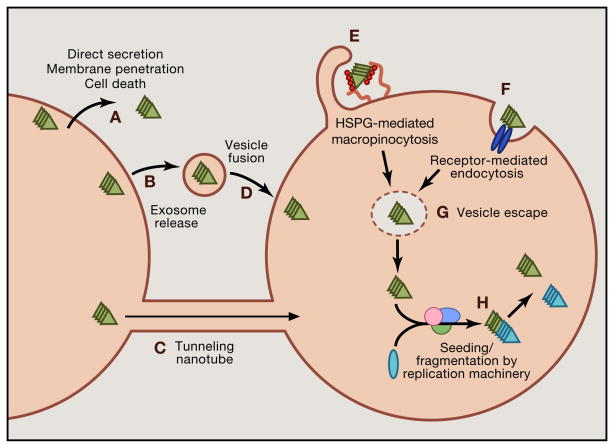 Direct secretion
Membrane penetration
Cell death
A
E
F
HSPG-mediated
macropinocytosis
Receptor-mediated
endocytosis
Vesicle
fusion
B
D
Exosome
release
G Vesicle escape
H
C Tunneling
nanotube
Seeding/
fragmentation by
replication machinery